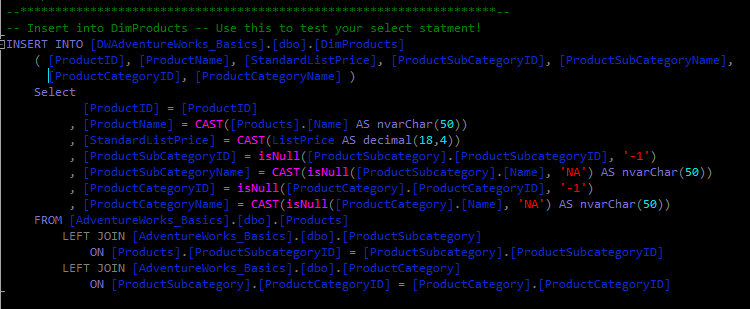 --********************************************************************--
-- Insert into DimProducts -- Use this to test your select statment!
INSERT INTO [DWAdventureWorks_Basics].[dbo].[DimProducts]
( [ProductID], [ProductName], [StandardListPrice], [ProductSubCategoryID], [ProductSubCategoryName],
[ProductCategoryID], [ProductCategoryName] )
Select
[ProductID] = [ProductID]
, [ProductName] = CAST([Products].[Name] AS nvarChar(50))
, [StandardListPrice] = CAST(ListPrice AS decimal(18,4))
, [ProductSubCategoryID] = isNull([ProductSubcategory].[ProductSubcategoryID], '-1')
, [ProductSubCategoryName] = CAST(isNull([ProductSubcategory].[Name], 'NA') AS nvarChar(50))
, [ProductCategoryID] = isNull([ProductCategory].[ProductCategoryID], '-1')
, [ProductCategoryName] = CAST(isNull([ProductCategory].[Name], 'NA') AS nvarChar(50))
FROM [AdventureWorks_Basics].[dbo].[Products]
LEFT JOIN [AdventureWorks_Basics].[dbo].[ProductSubcategory]
ON [Products].[ProductSubcategoryID] = [ProductSubcategory].[ProductSubcategoryID]
LEFT JOIN [AdventureWorks_Basics].[dbo].[ProductCategory]
ON [ProductSubcategory].[ProductCategoryID] = [ProductCategory].[ProductCategoryID]